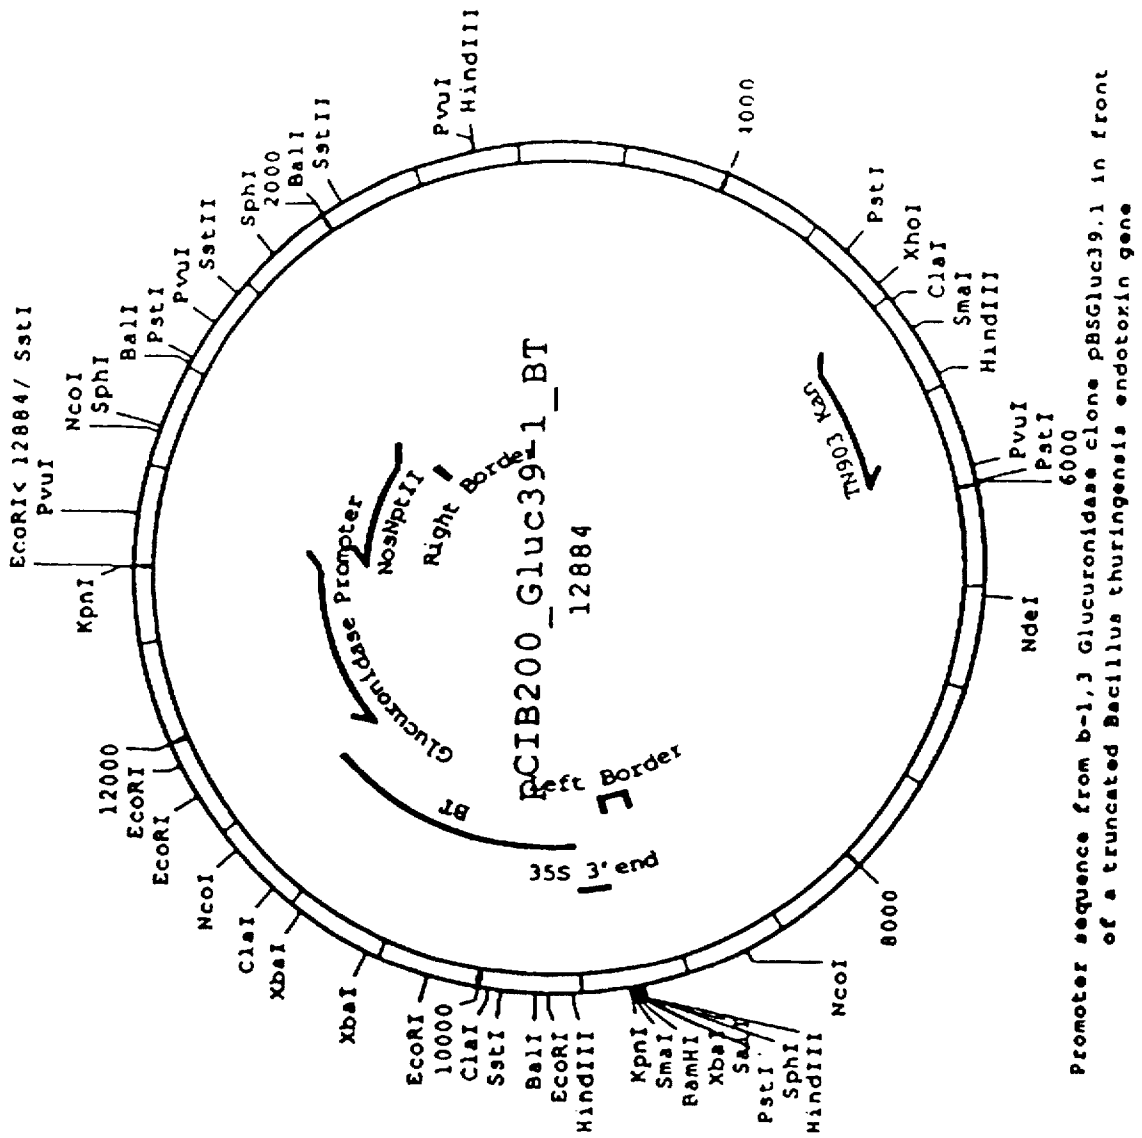 EcoRI< 12884/ SstI
PvuI
KpnI
NcoI
SphI
BalI
PstI
PvuI
SstII
SphI
2000
BalI
SstII
PvuI
HindIII
1000
PstI
XhoI
ClaI
SmaI
HindIII
PvuI
PstI
6000
NdeI
8000
NcoI
HindIII
SphI
PstI
XbaI
BamHI
SmaI
KpnI
HindIII
EcoRI
BalI
SstI
ClaI
10000
EcoRI
XbaI
XbaI
ClaI
NcoI
EcoRI
EcoRI
12000
NosNptII
Right Border
Glucuronidase Promoter
BT
35S 3' end
Left Border
TN903 Kan
pCIB200_Gluc39-1_BT
12884
Promoter sequence from b-1,3 Glucuronidase clone pBSGluc39.1 in front
of a truncated Bacillus thuringensis endotoxin gene